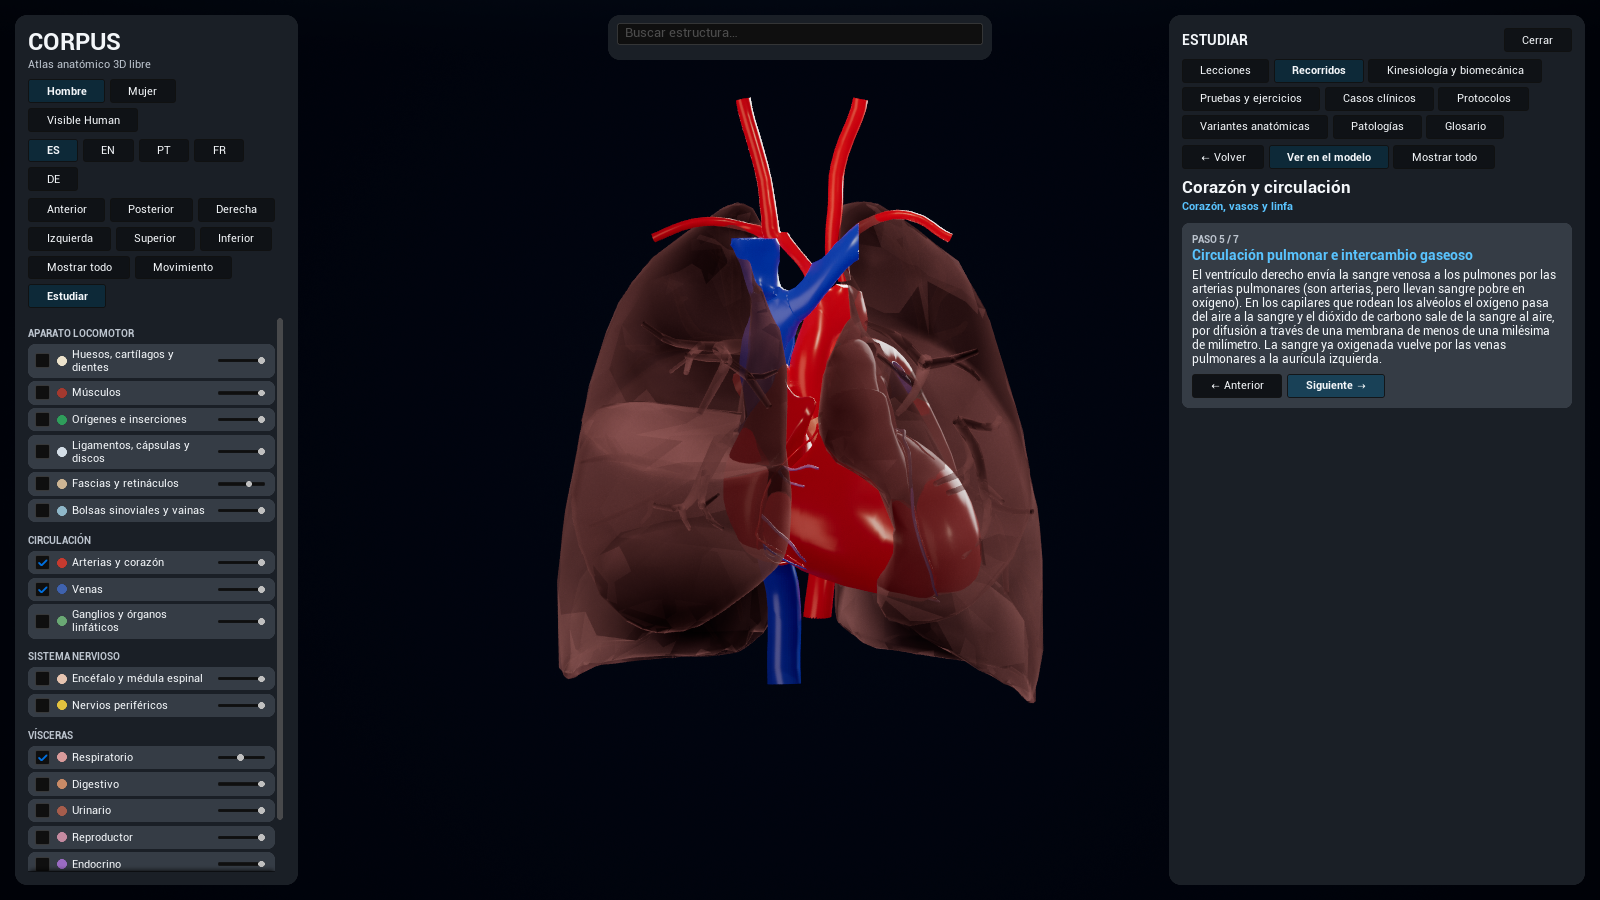 CORPUS
Atlas anatómico 3D libre
Hombre
Mujer
Visible Human
ES
EN
PT
FR
DE
Anterior
Posterior
Derecha
Izquierda
Superior
Inferior
Mostrar todo
Movimiento
Estudiar
APARATO LOCOMOTOR
Huesos, cartílagos y
dientes
Músculos
Orígenes e inserciones
Ligamentos, cápsulas y
discos
Fascias y retináculos
Bolsas sinoviales y vainas
CIRCULACIÓN
Arterias y corazón
Venas
Ganglios y órganos
linfáticos
SISTEMA NERVIOSO
Encéfalo y médula espinal
Nervios periféricos
VÍSCERAS
Respiratorio
Digestivo
Urinario
Reproductor
Endocrino
Buscar estructura...
ESTUDIAR
Cerrar
Lecciones
Recorridos
Kinesiología y biomecánica
Pruebas y ejercicios
Casos clínicos
Protocolos
Variantes anatómicas
Patologías
Glosario
← Volver
Ver en el modelo
Mostrar todo
Corazón y circulación
Corazón, vasos y linfa
PASO 5 / 7
Circulación pulmonar e intercambio gaseoso
El ventrículo derecho envía la sangre venosa a los pulmones por las
arterias pulmonares (son arterias, pero llevan sangre pobre en
oxígeno). En los capilares que rodean los alvéolos el oxígeno pasa
del aire a la sangre y el dióxido de carbono sale de la sangre al aire,
por difusión a través de una membrana de menos de una milésima
de milímetro. La sangre ya oxigenada vuelve por las venas
pulmonares a la aurícula izquierda.
← Anterior
Siguiente →